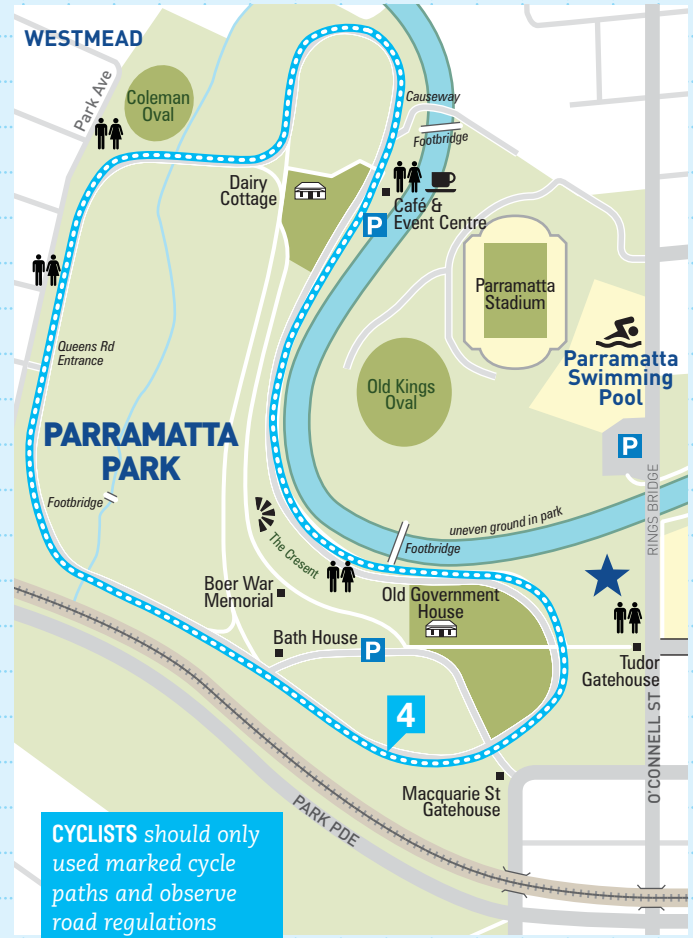 WESTMEAD
Park Ave
Coleman
Oval
Causeway
Footbridge
Dairy
Cottage
P
Café &
Event Centre
Parramatta
Stadium
Parramatta
Swimming
Pool
P
Queens Rd
Entrance
Old Kings
Oval
PARRAMATTA
PARK
RINGS BRIDGE
Footbridge
uneven ground in park
The Cresent
Footbridge
Boer War
Memorial
Old Government
House
Bath House
P
Tudor
Gatehouse
4
O'CONNELL ST
Macquarie St
Gatehouse
PARK PDE
CYCLISTS should only
used marked cycle
paths and observe
road regulations